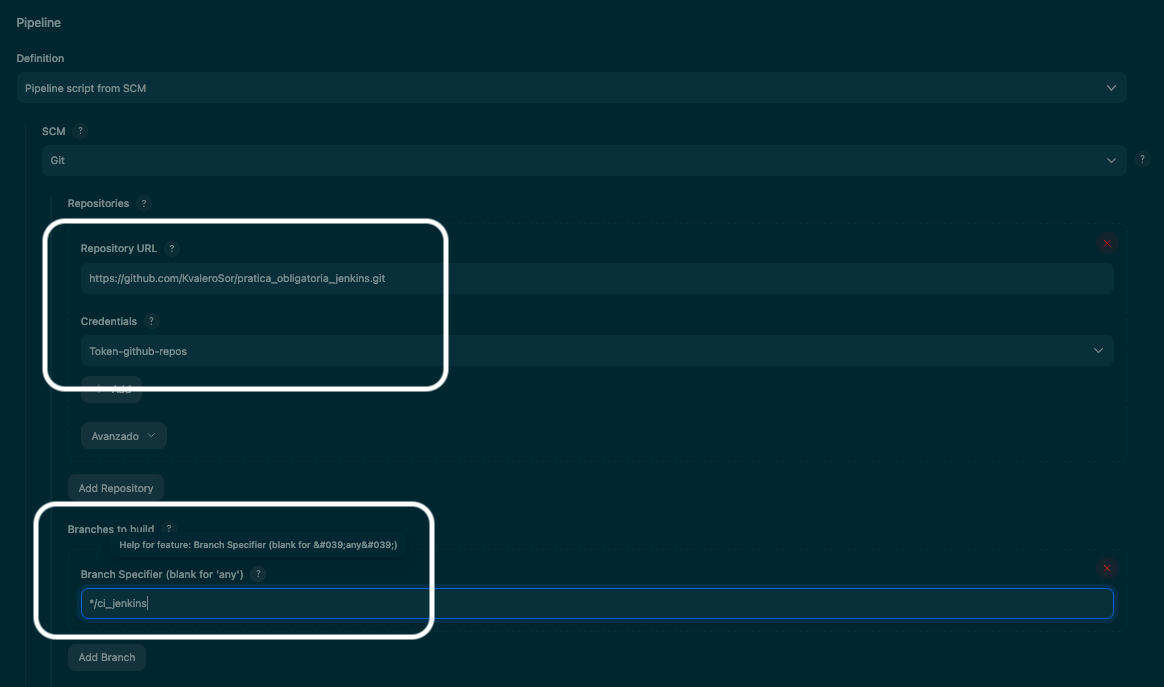 Pipeline
Definition
Pipeline script from SCM
SCM ?
Git
?
Repositories ?
Repository URL ?
https://github.com/KvaleroSor/pratica_obligatoria_jenkins.git
Credentials ?
Token-github-repos
+ Add
Avanzado
Add Repository
Branches to build ?
Help for feature: Branch Specifier (blank for &#039;any&#039;)
Branch Specifier (blank for 'any') ?
*/ci_jenkins
Add Branch